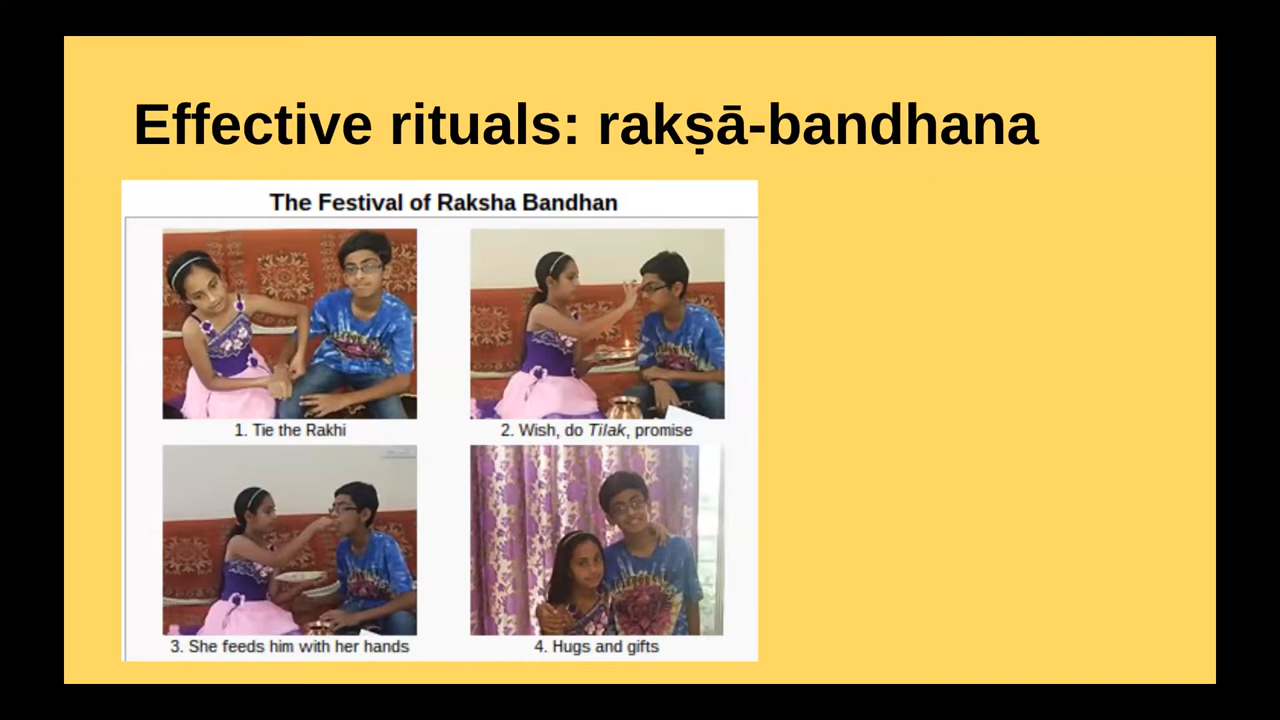 Effective rituals: rakṣā-bandhana
The Festival of Raksha Bandhan
1. Tie the Rakhi
2. Wish, do Tilak, promise
3. She feeds him with her hands
4. Hugs and gifts